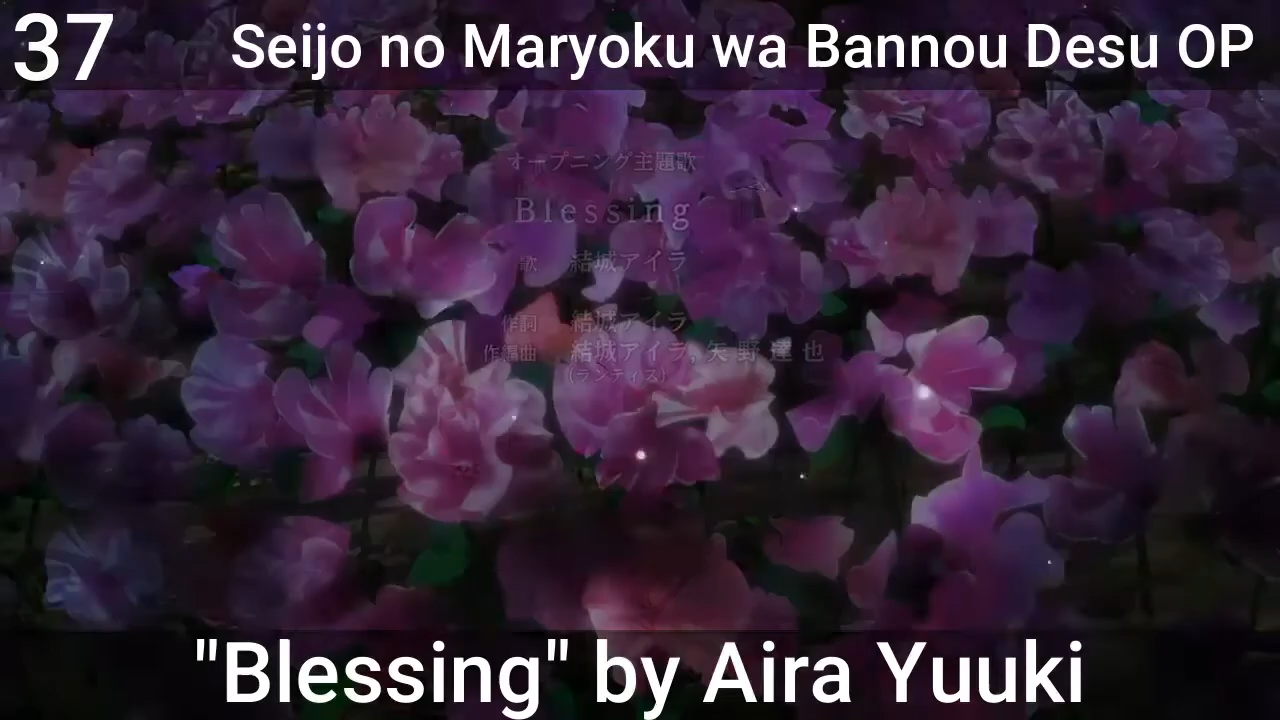 37
Seijo no Maryoku wa Bannou Desu OP
オープニング主題歌
Blessing
歌 結城アイラ
作詞 結城アイラ
作編曲 結城アイラ, 矢野達也
(ランティス)
"Blessing" by Aira Yuuki